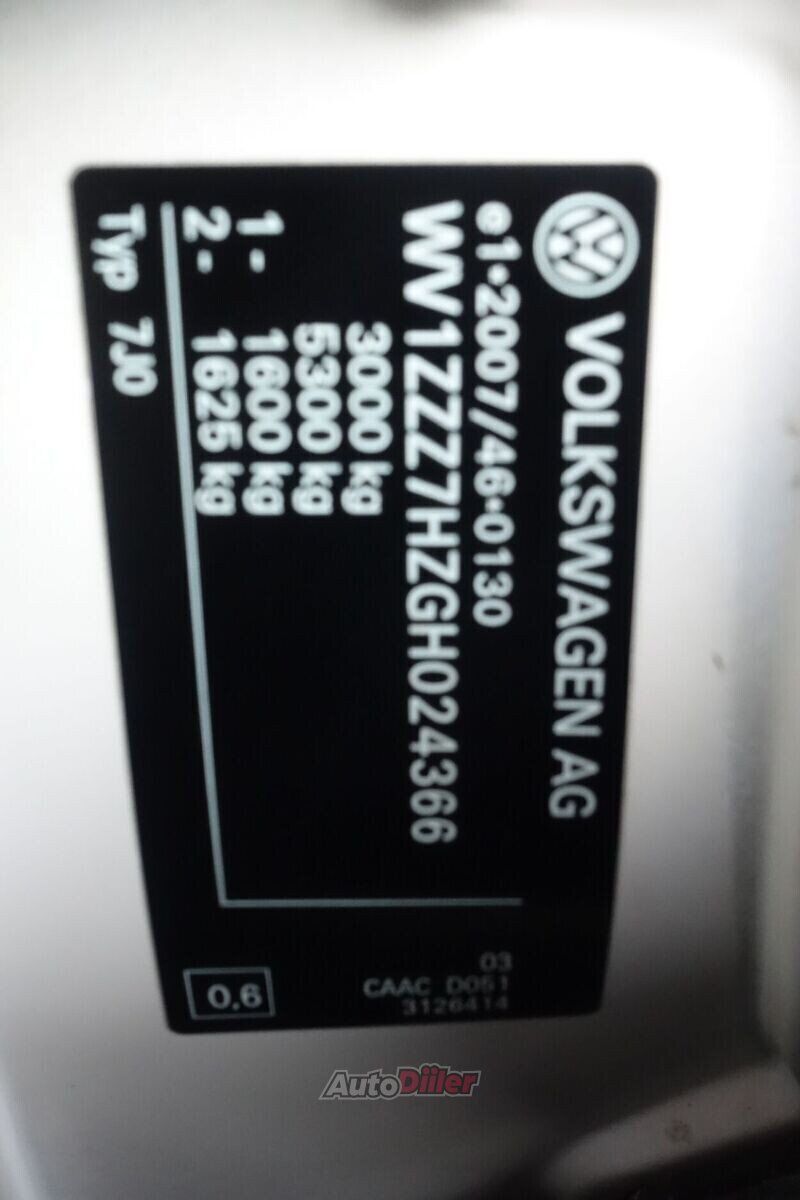 VOLKSWAGEN AG
e1*2007/46*0130
WV1ZZZ7HZGH024366
3000 kg
5300 kg
1- 1600 kg
2- 1625 kg
Typ 7J0
03
CAAC D051
3126414
0.6
AutoDiiler